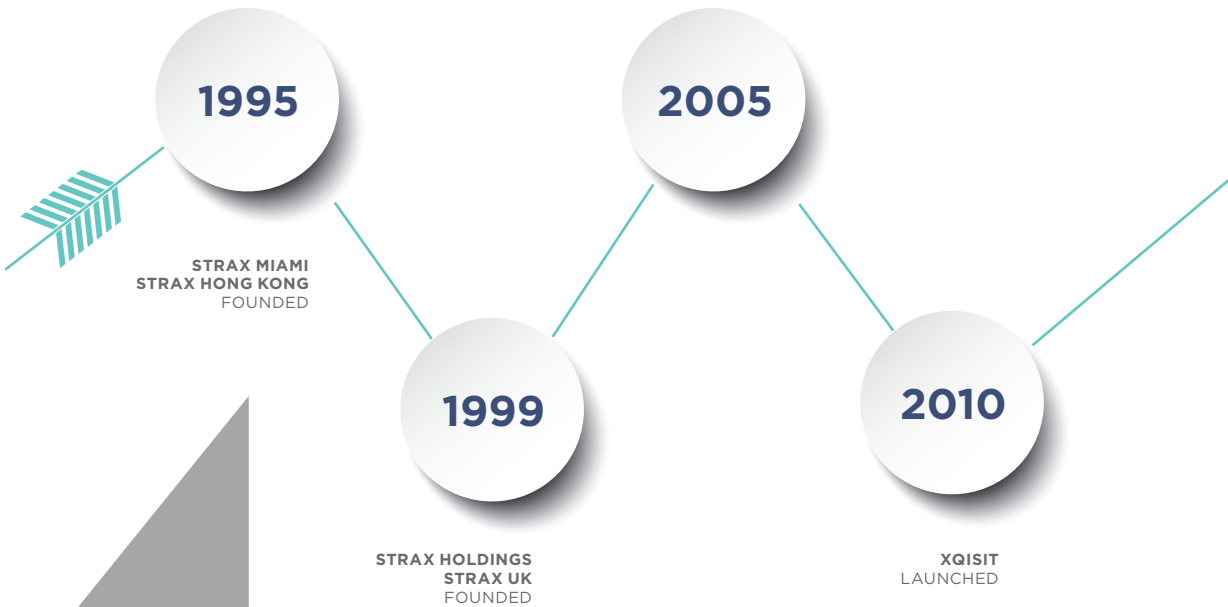 1995
STRAX MIAMI
STRAX HONG KONG
FOUNDED
1999
STRAX HOLDINGS
STRAX UK
FOUNDED
2005
2010
XQISIT
LAUNCHED